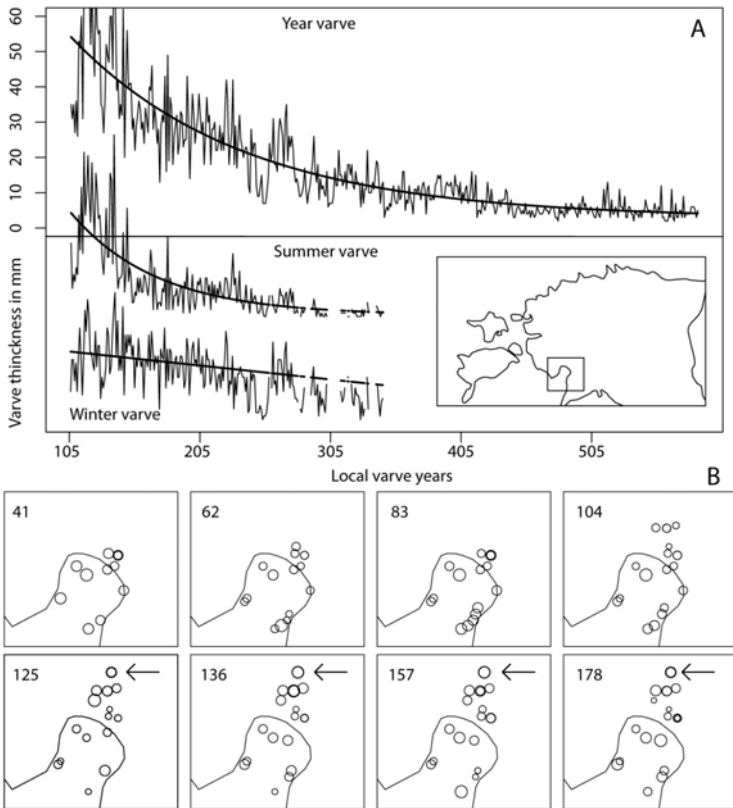 60
Year varve
A
50
40
30
20
10
0
Summer varve
Winter varve
Varve thinckness in mm
105 205 305 405 505
Local varve years
B
41 62 83 104
125 136 157 178